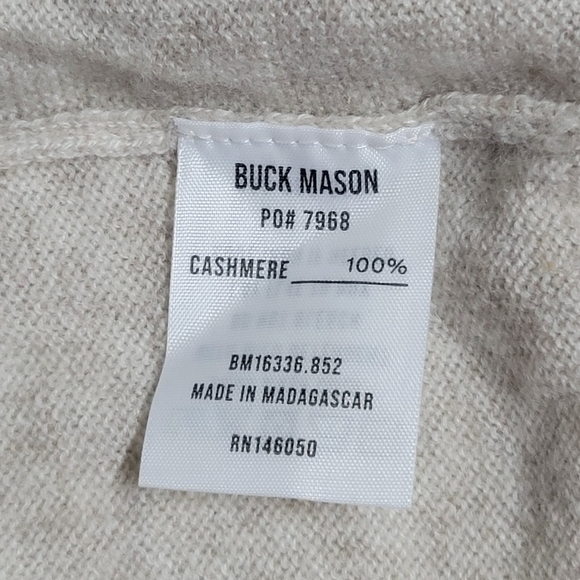 BUCK MASON
PO# 7968
CASHMERE 100%
BM16336.852
MADE IN MADAGASCAR
RN146050